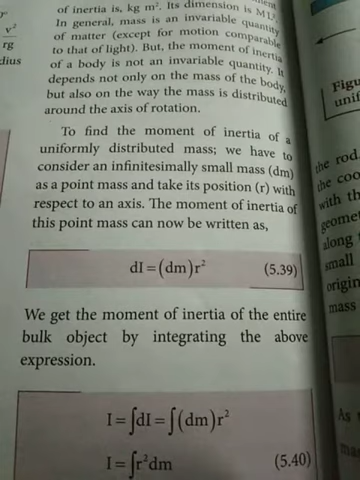 of inertia is, kg m². Its dimension is M L².
In general, mass is an invariable quantity
of matter (except for motion comparable
to that of light). But, the moment of inertia
of a body is not an invariable quantity. It
depends not only on the mass of the body,
but also on the way the mass is distributed
around the axis of rotation.
To find the moment of inertia of a
uniformly distributed mass; we have to
consider an infinitesimally small mass (dm)
as a point mass and take its position (r) with
respect to an axis. The moment of inertia of
this point mass can now be written as,
dI = (dm)r² (5.39)
We get the moment of inertia of the entire
bulk object by integrating the above
expression.
I = ∫dI = ∫(dm)r²
I = ∫r²dm (5.40)
v²
rg
dius
Figu
unif
the rod.
the coo
with th
geomet
along
small
origin
mass
As